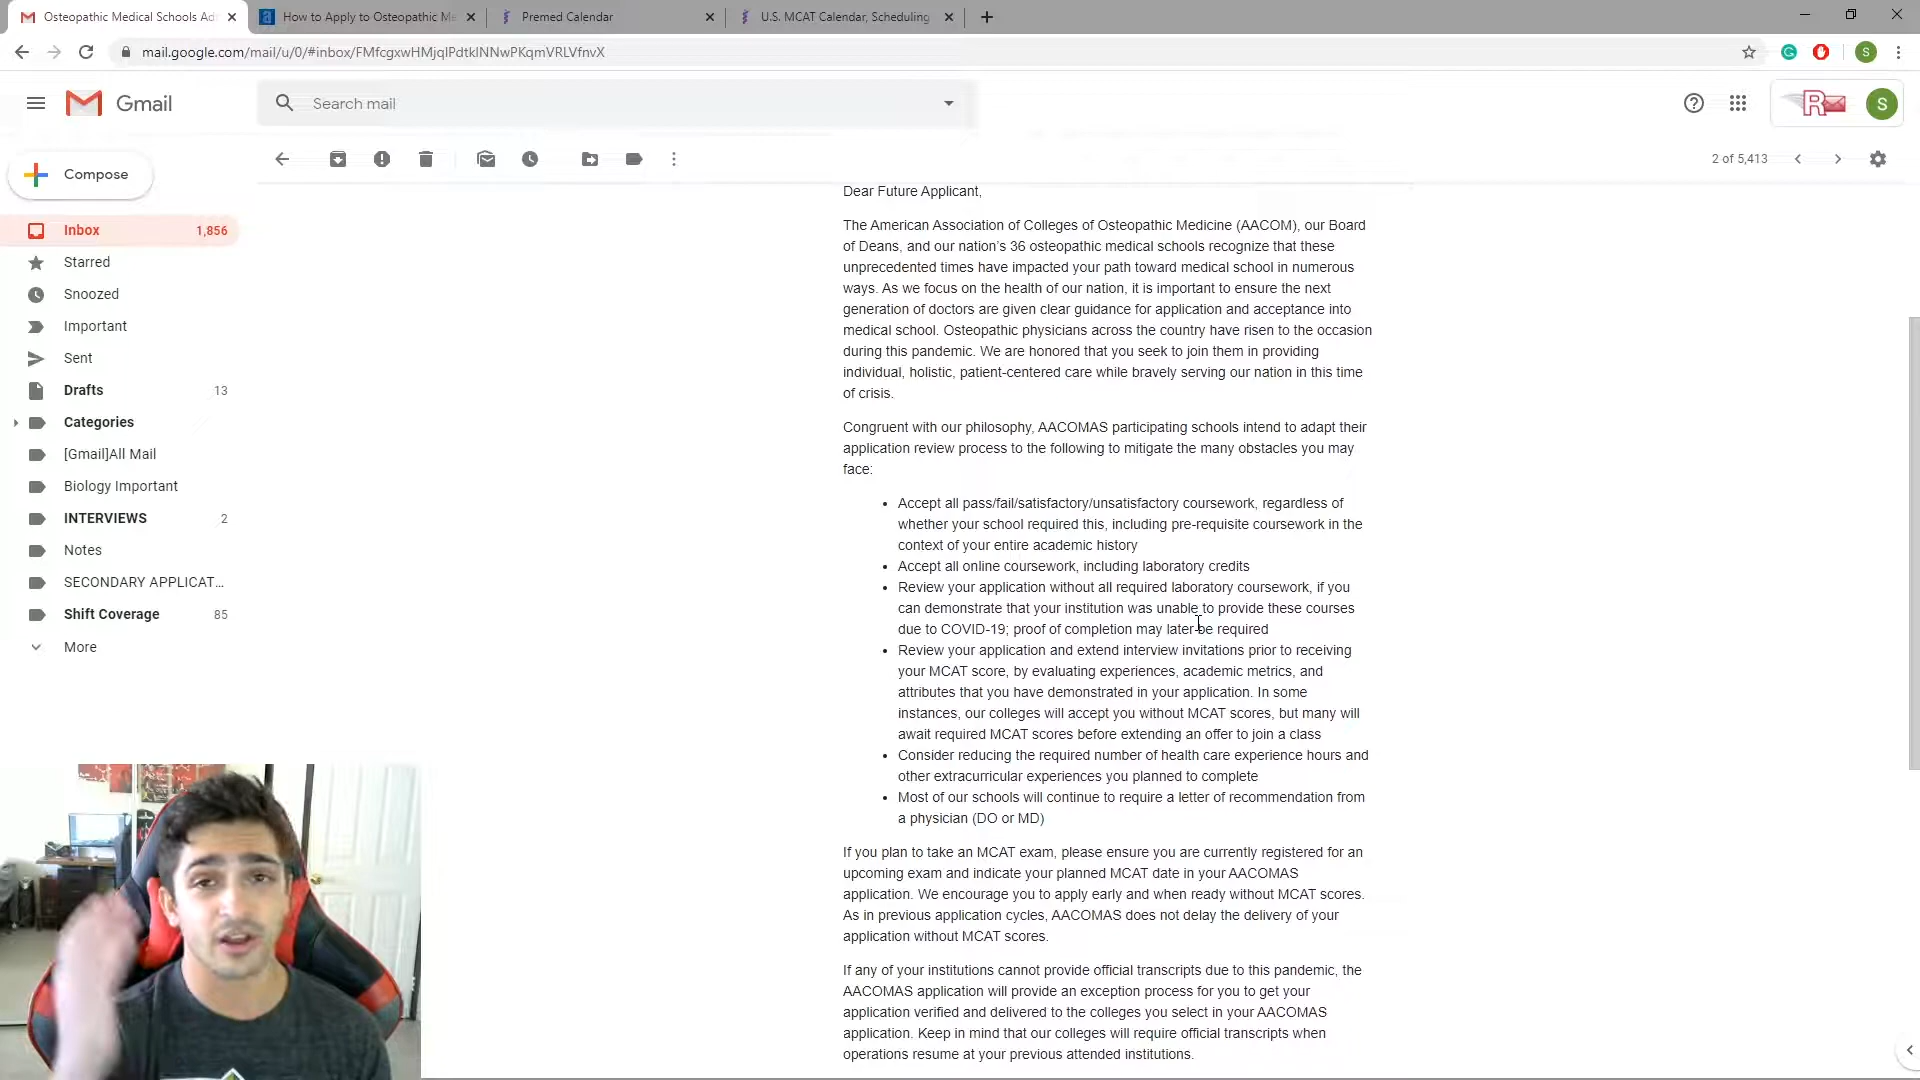 Osteopathic Medical Schools Ad
How to Apply to Osteopathic Me
Premed Calendar
U.S. MCAT Calendar, Scheduling
mail.google.com/mail/u/0/#inbox/FMfcgxwHMjqlPdtklNNwPKqmVRLVfnvX
S
Gmail
Search mail
R
S
Compose
2 of 5,413
Inbox 1,856
Starred
Snoozed
Important
Sent
Drafts 13
Categories
[Gmail]All Mail
Biology Important
INTERVIEWS 2
Notes
SECONDARY APPLICAT...
Shift Coverage 85
More
Dear Future Applicant,
The American Association of Colleges of Osteopathic Medicine (AACOM), our Board
of Deans, and our nation's 36 osteopathic medical schools recognize that these
unprecedented times have impacted your path toward medical school in numerous
ways. As we focus on the health of our nation, it is important to ensure the next
generation of doctors are given clear guidance for application and acceptance into
medical school. Osteopathic physicians across the country have risen to the occasion
during this pandemic. We are honored that you seek to join them in providing
individual, holistic, patient-centered care while bravely serving our nation in this time
of crisis.
Congruent with our philosophy, AACOMAS participating schools intend to adapt their
application review process to the following to mitigate the many obstacles you may
face:
• Accept all pass/fail/satisfactory/unsatisfactory coursework, regardless of
whether your school required this, including pre-requisite coursework in the
context of your entire academic history
• Accept all online coursework, including laboratory credits
• Review your application without all required laboratory coursework, if you
can demonstrate that your institution was unable to provide these courses
due to COVID-19; proof of completion may later be required
• Review your application and extend interview invitations prior to receiving
your MCAT score, by evaluating experiences, academic metrics, and
attributes that you have demonstrated in your application. In some
instances, our colleges will accept you without MCAT scores, but many will
await required MCAT scores before extending an offer to join a class
• Consider reducing the required number of health care experience hours and
other extracurricular experiences you planned to complete
• Most of our schools will continue to require a letter of recommendation from
a physician (DO or MD)
If you plan to take an MCAT exam, please ensure you are currently registered for an
upcoming exam and indicate your planned MCAT date in your AACOMAS
application. We encourage you to apply early and when ready without MCAT scores.
As in previous application cycles, AACOMAS does not delay the delivery of your
application without MCAT scores.
If any of your institutions cannot provide official transcripts due to this pandemic, the
AACOMAS application will provide an exception process for you to get your
application verified and delivered to the colleges you select in your AACOMAS
application. Keep in mind that our colleges will require official transcripts when
operations resume at your previous attended institutions.